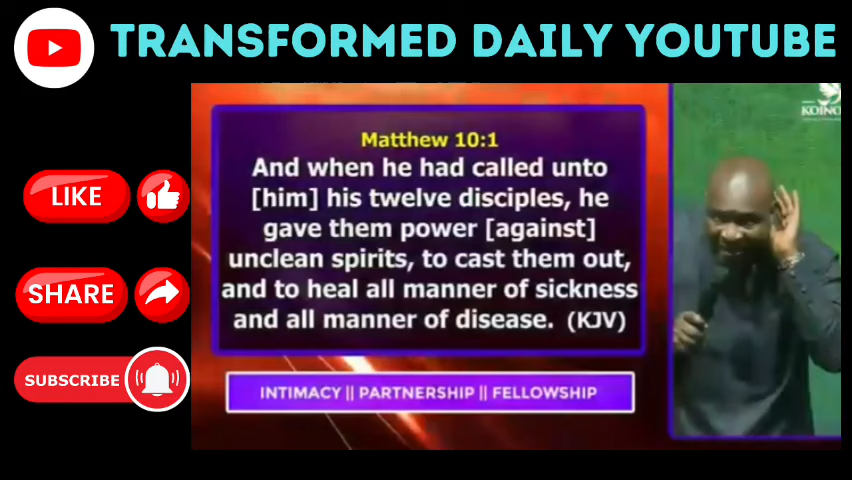 TRANSFORMED DAILY YOUTUBE
LIKE
SHARE
SUBSCRIBE
Matthew 10:1
And when he had called unto
[him] his twelve disciples, he
gave them power [against]
unclean spirits, to cast them out,
and to heal all manner of sickness
and all manner of disease. (KJV)
INTIMACY || PARTNERSHIP || FELLOWSHIP
KOINO